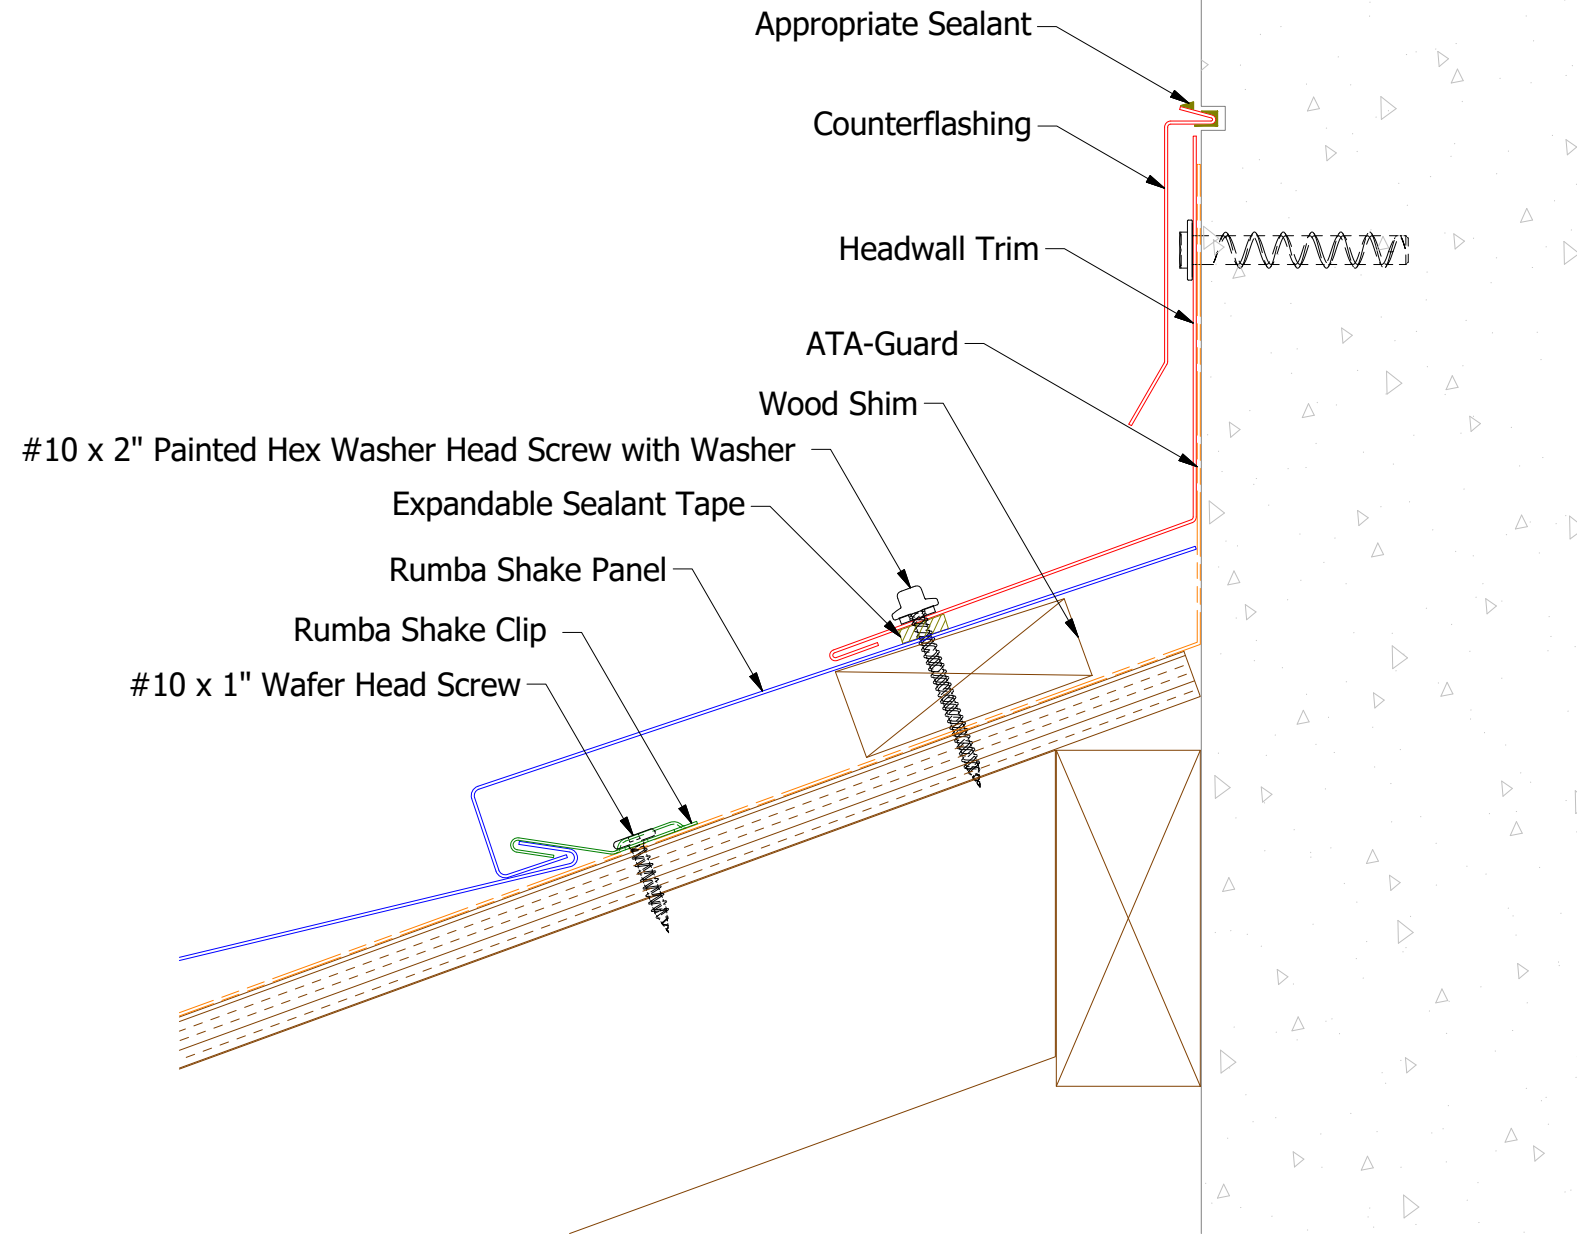 Appropriate Sealant
Counterflashing
Headwall Trim
ATA-Guard
Wood Shim
#10 x 2" Painted Hex Washer Head Screw with Washer
Expandable Sealant Tape
Rumba Shake Panel
Rumba Shake Clip
#10 x 1" Wafer Head Screw